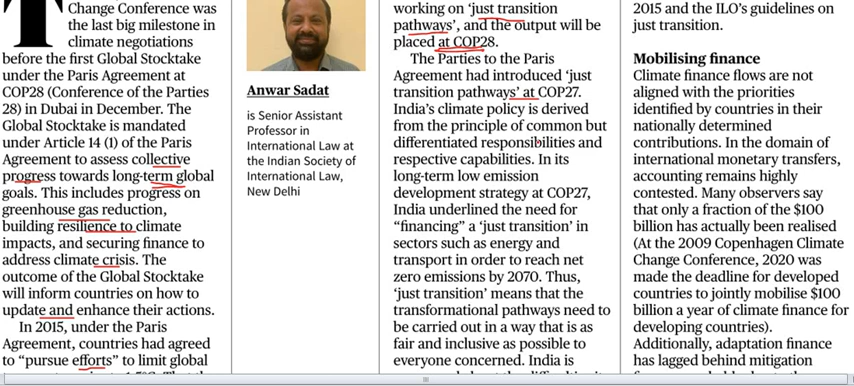 T
Change Conference was
the last big milestone in
climate negotiations
before the first Global Stocktake
under the Paris Agreement at
COP28 (Conference of the Parties
28) in Dubai in December. The
Global Stocktake is mandated
under Article 14 (1) of the Paris
Agreement to assess collective
progress towards long-term global
goals. This includes progress on
greenhouse gas reduction,
building resilience to climate
impacts, and securing finance to
address climate crisis. The
outcome of the Global Stocktake
will inform countries on how to
update and enhance their actions.
In 2015, under the Paris
Agreement, countries had agreed
to “pursue efforts” to limit global
Anwar Sadat
is Senior Assistant
Professor in
International Law at
the Indian Society of
International Law,
New Delhi
working on ‘just transition
pathways’, and the output will be
placed at COP28.
The Parties to the Paris
Agreement had introduced ‘just
transition pathways’ at COP27.
India’s climate policy is derived
from the principle of common but
differentiated responsibilities and
respective capabilities. In its
long-term low emission
development strategy at COP27,
India underlined the need for
“financing” a ‘just transition’ in
sectors such as energy and
transport in order to reach net
zero emissions by 2070. Thus,
‘just transition’ means that the
transformational pathways need to
be carried out in a way that is as
fair and inclusive as possible to
everyone concerned. India is
2015 and the ILO’s guidelines on
just transition.
Mobilising finance
Climate finance flows are not
aligned with the priorities
identified by countries in their
nationally determined
contributions. In the domain of
international monetary transfers,
accounting remains highly
contested. Many observers say
that only a fraction of the $100
billion has actually been realised
(At the 2009 Copenhagen Climate
Change Conference, 2020 was
made the deadline for developed
countries to jointly mobilise $100
billion a year of climate finance for
developing countries).
Additionally, adaptation finance
has lagged behind mitigation